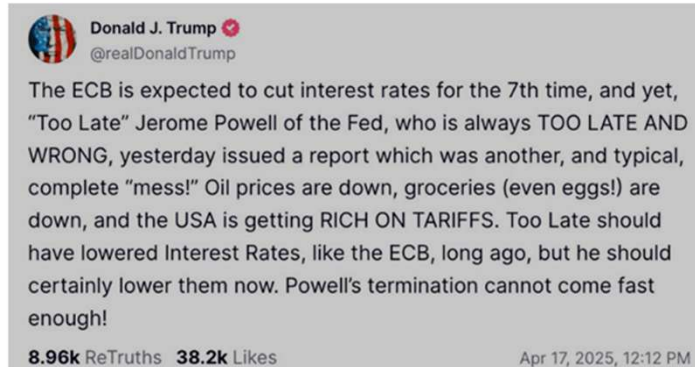 Donald J. Trump
@realDonaldTrump
The ECB is expected to cut interest rates for the 7th time, and yet,
“Too Late” Jerome Powell of the Fed, who is always TOO LATE AND
WRONG, yesterday issued a report which was another, and typical,
complete “mess!” Oil prices are down, groceries (even eggs!) are
down, and the USA is getting RICH ON TARIFFS. Too Late should
have lowered Interest Rates, like the ECB, long ago, but he should
certainly lower them now. Powell’s termination cannot come fast
enough!
8.96k ReTruths 38.2k Likes Apr 17, 2025, 12:12 PM